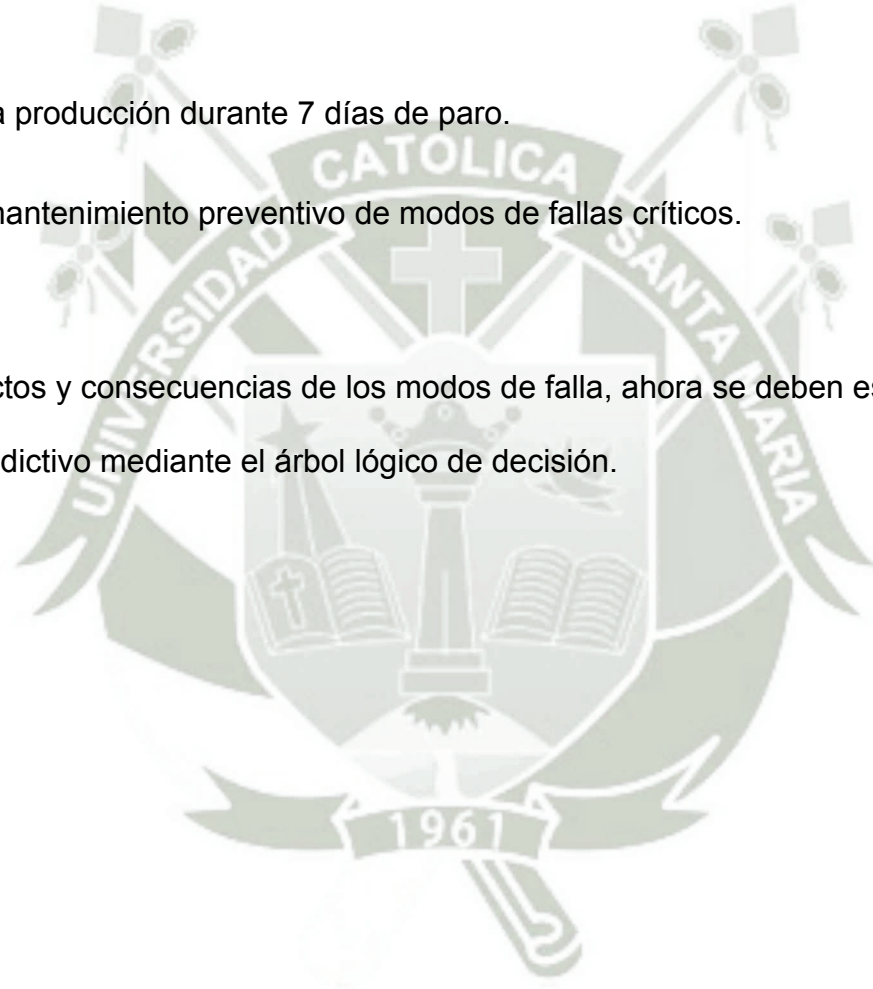 a producción durante 7 días de paro.
CATOLICA
mantenimiento preventivo de modos de fallas críticos.
UNIVERSIDAD
SANTA MARIA
ctos y consecuencias de los modos de falla, ahora se deben es
dictivo mediante el árbol lógico de decisión.
1961